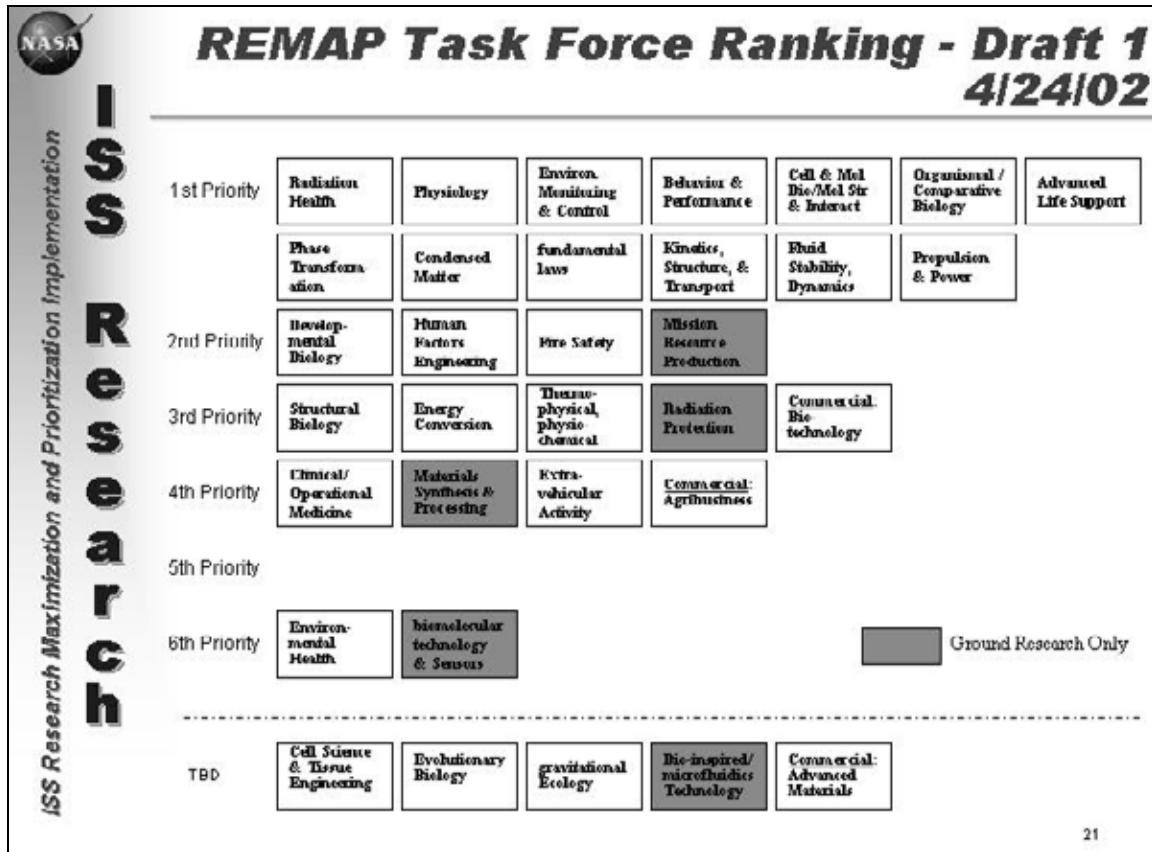 NASA
REMAP Task Force Ranking - Draft 1
4/24/02
ISS Research
ISS Research Maximization and Prioritization Implementation
1st Priority
Radiation
Health
Physiology
Environ.
Monitoring
& Control
Behavior &
Performance
Cell & Mol
Bio/Mol Str
& Interact
Organismal /
Comparative
Biology
Advanced
Life Support
Phase
Transform-
ation
Condensed
Matter
fundamental
laws
Kinetics,
Structure, &
Transport
Fluid
Stability,
Dynamics
Propulsion
& Power
2nd Priority
Develop-
mental
Biology
Human
Factors
Engineering
Fire Safety
Mission
Resource
Production
3rd Priority
Structural
Biology
Energy
Conversion
Thermo-
physical,
physio-
chemical
Radiation
Protection
Commercial:
Bio-
technology
4th Priority
Clinical/
Operational
Medicine
Materials
Synthesis &
Processing
Extra-
vehicular
Activity
Commercial:
Agribusiness
5th Priority
6th Priority
Environ-
mental
Health
biomolecular
technology
& Sensors
Ground Research Only
TBD
Cell Science
& Tissue
Engineering
Evolutionary
Biology
gravitational
Ecology
Bio-inspired/
microfluidics
Technology
Commercial:
Advanced
Materials
21